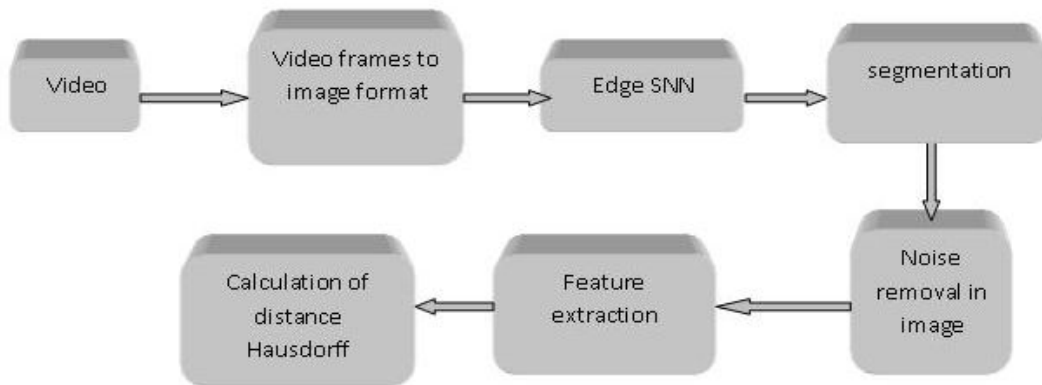 Video
Video frames to
image format
Edge SNN
segmentation
Noise
removal in
image
Feature
extraction
Calculation of
distance
Hausdorff